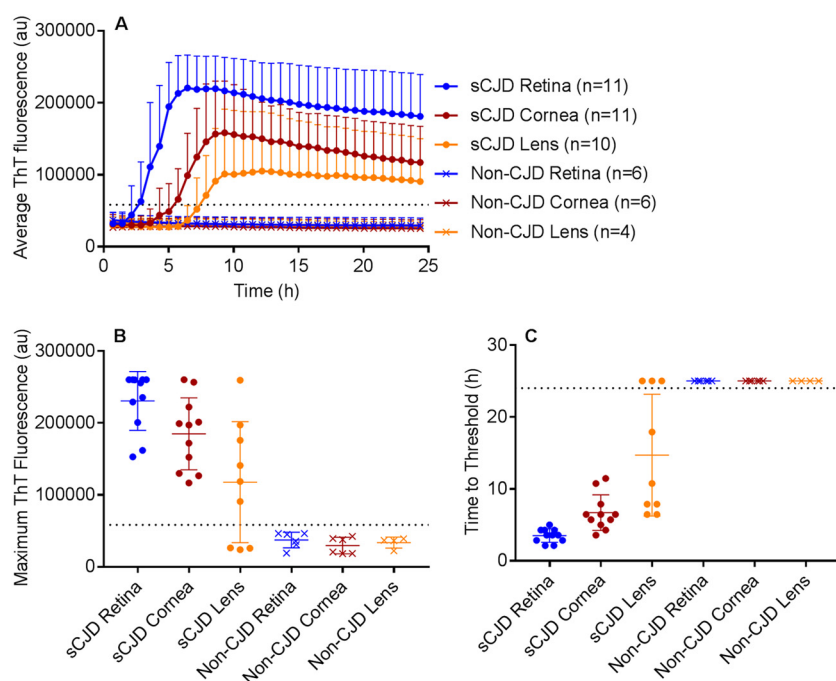 A
Average ThT fluorescence (au)
300000
200000
100000
0
0 5 10 15 20 25
Time (h)
sCJD Retina (n=11)
sCJD Cornea (n=11)
sCJD Lens (n=10)
Non-CJD Retina (n=6)
Non-CJD Cornea (n=6)
Non-CJD Lens (n=4)
B
Maximum ThT Fluorescence (au)
300000
200000
100000
0
sCJD Retina
sCJD Cornea
sCJD Lens
Non-CJD Retina
Non-CJD Cornea
Non-CJD Lens
C
Time to Threshold (h)
30
20
10
0
sCJD Retina
sCJD Cornea
sCJD Lens
Non-CJD Retina
Non-CJD Cornea
Non-CJD Lens